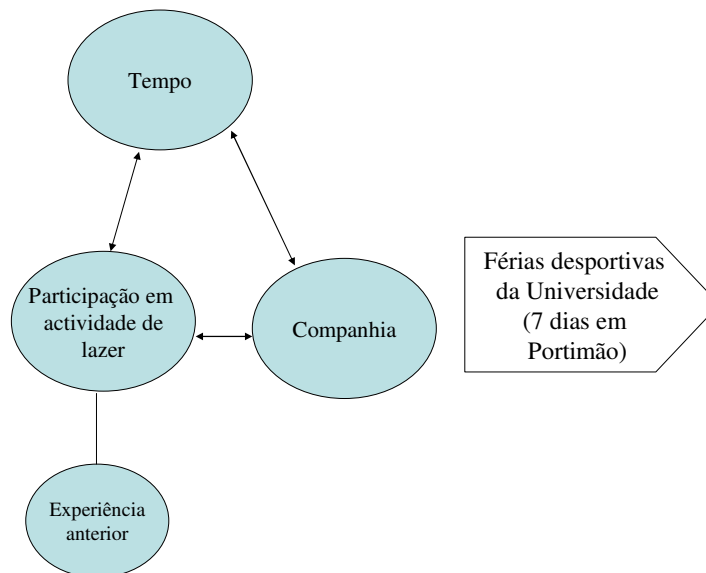 Tempo
Participação em
actividade de
lazer
Companhia
Férias desportivas
da Universidade
(7 dias em
Portimão)
Experiência
anterior